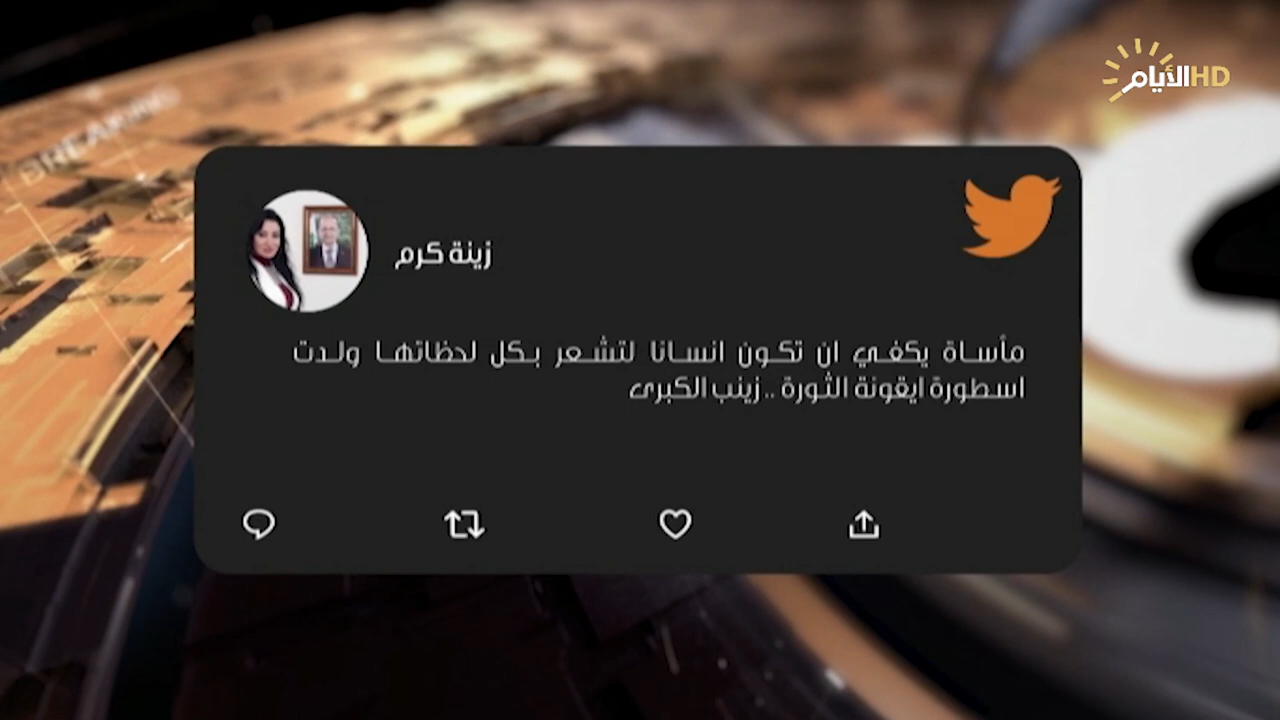 الأيام HD
زينة كرم
مأساة يكفي ان تكون انسانا لتشعر بكل لحظاتها ولدت
اسطورة ايقونة الثورة .. زينب الكبرى